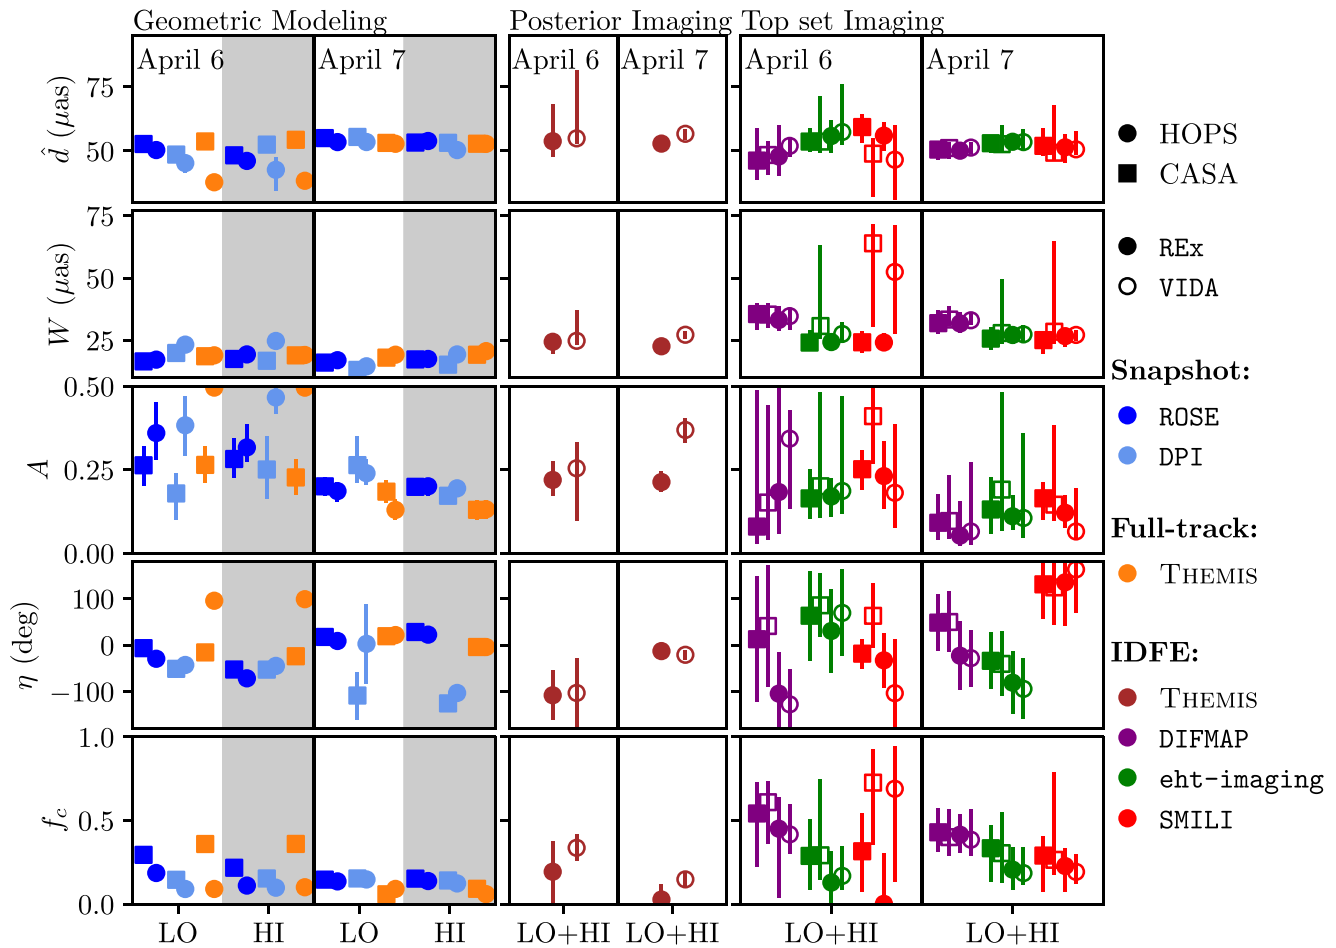 Geometric Modeling
Posterior Imaging
Top set Imaging
April 6
April 7
April 6
April 7
April 6
April 7
d̂ (μas)
75
50
W (μas)
75
50
25
A
0.50
0.25
0.00
η (deg)
100
0
−100
f_c
1.0
0.5
0.0
LO
HI
LO
HI
LO+HI
LO+HI
LO+HI
LO+HI
HOPS
CASA
REx
VIDA
Snapshot:
ROSE
DPI
Full-track:
THEMIS
IDFE:
THEMIS
DIFMAP
eht-imaging
SMILI